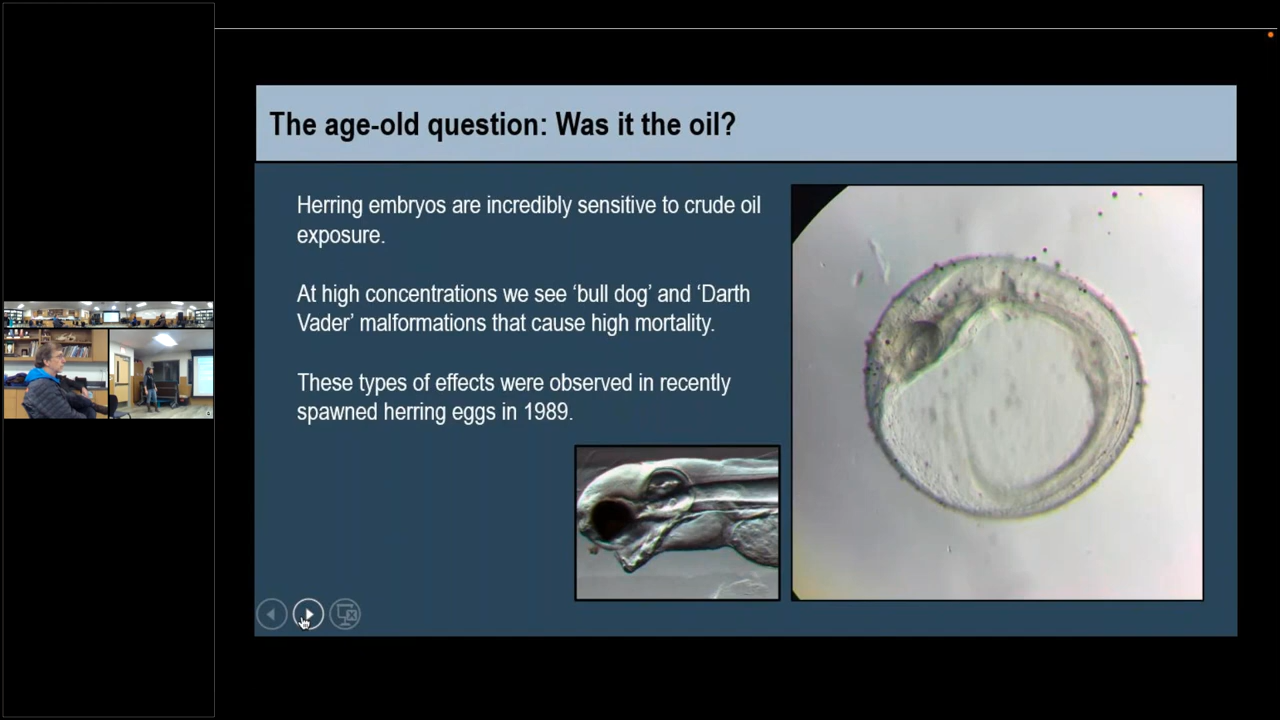 The age-old question: Was it the oil?
Herring embryos are incredibly sensitive to crude oil
exposure.
At high concentrations we see ‘bull dog’ and ‘Darth
Vader’ malformations that cause high mortality.
These types of effects were observed in recently
spawned herring eggs in 1989.